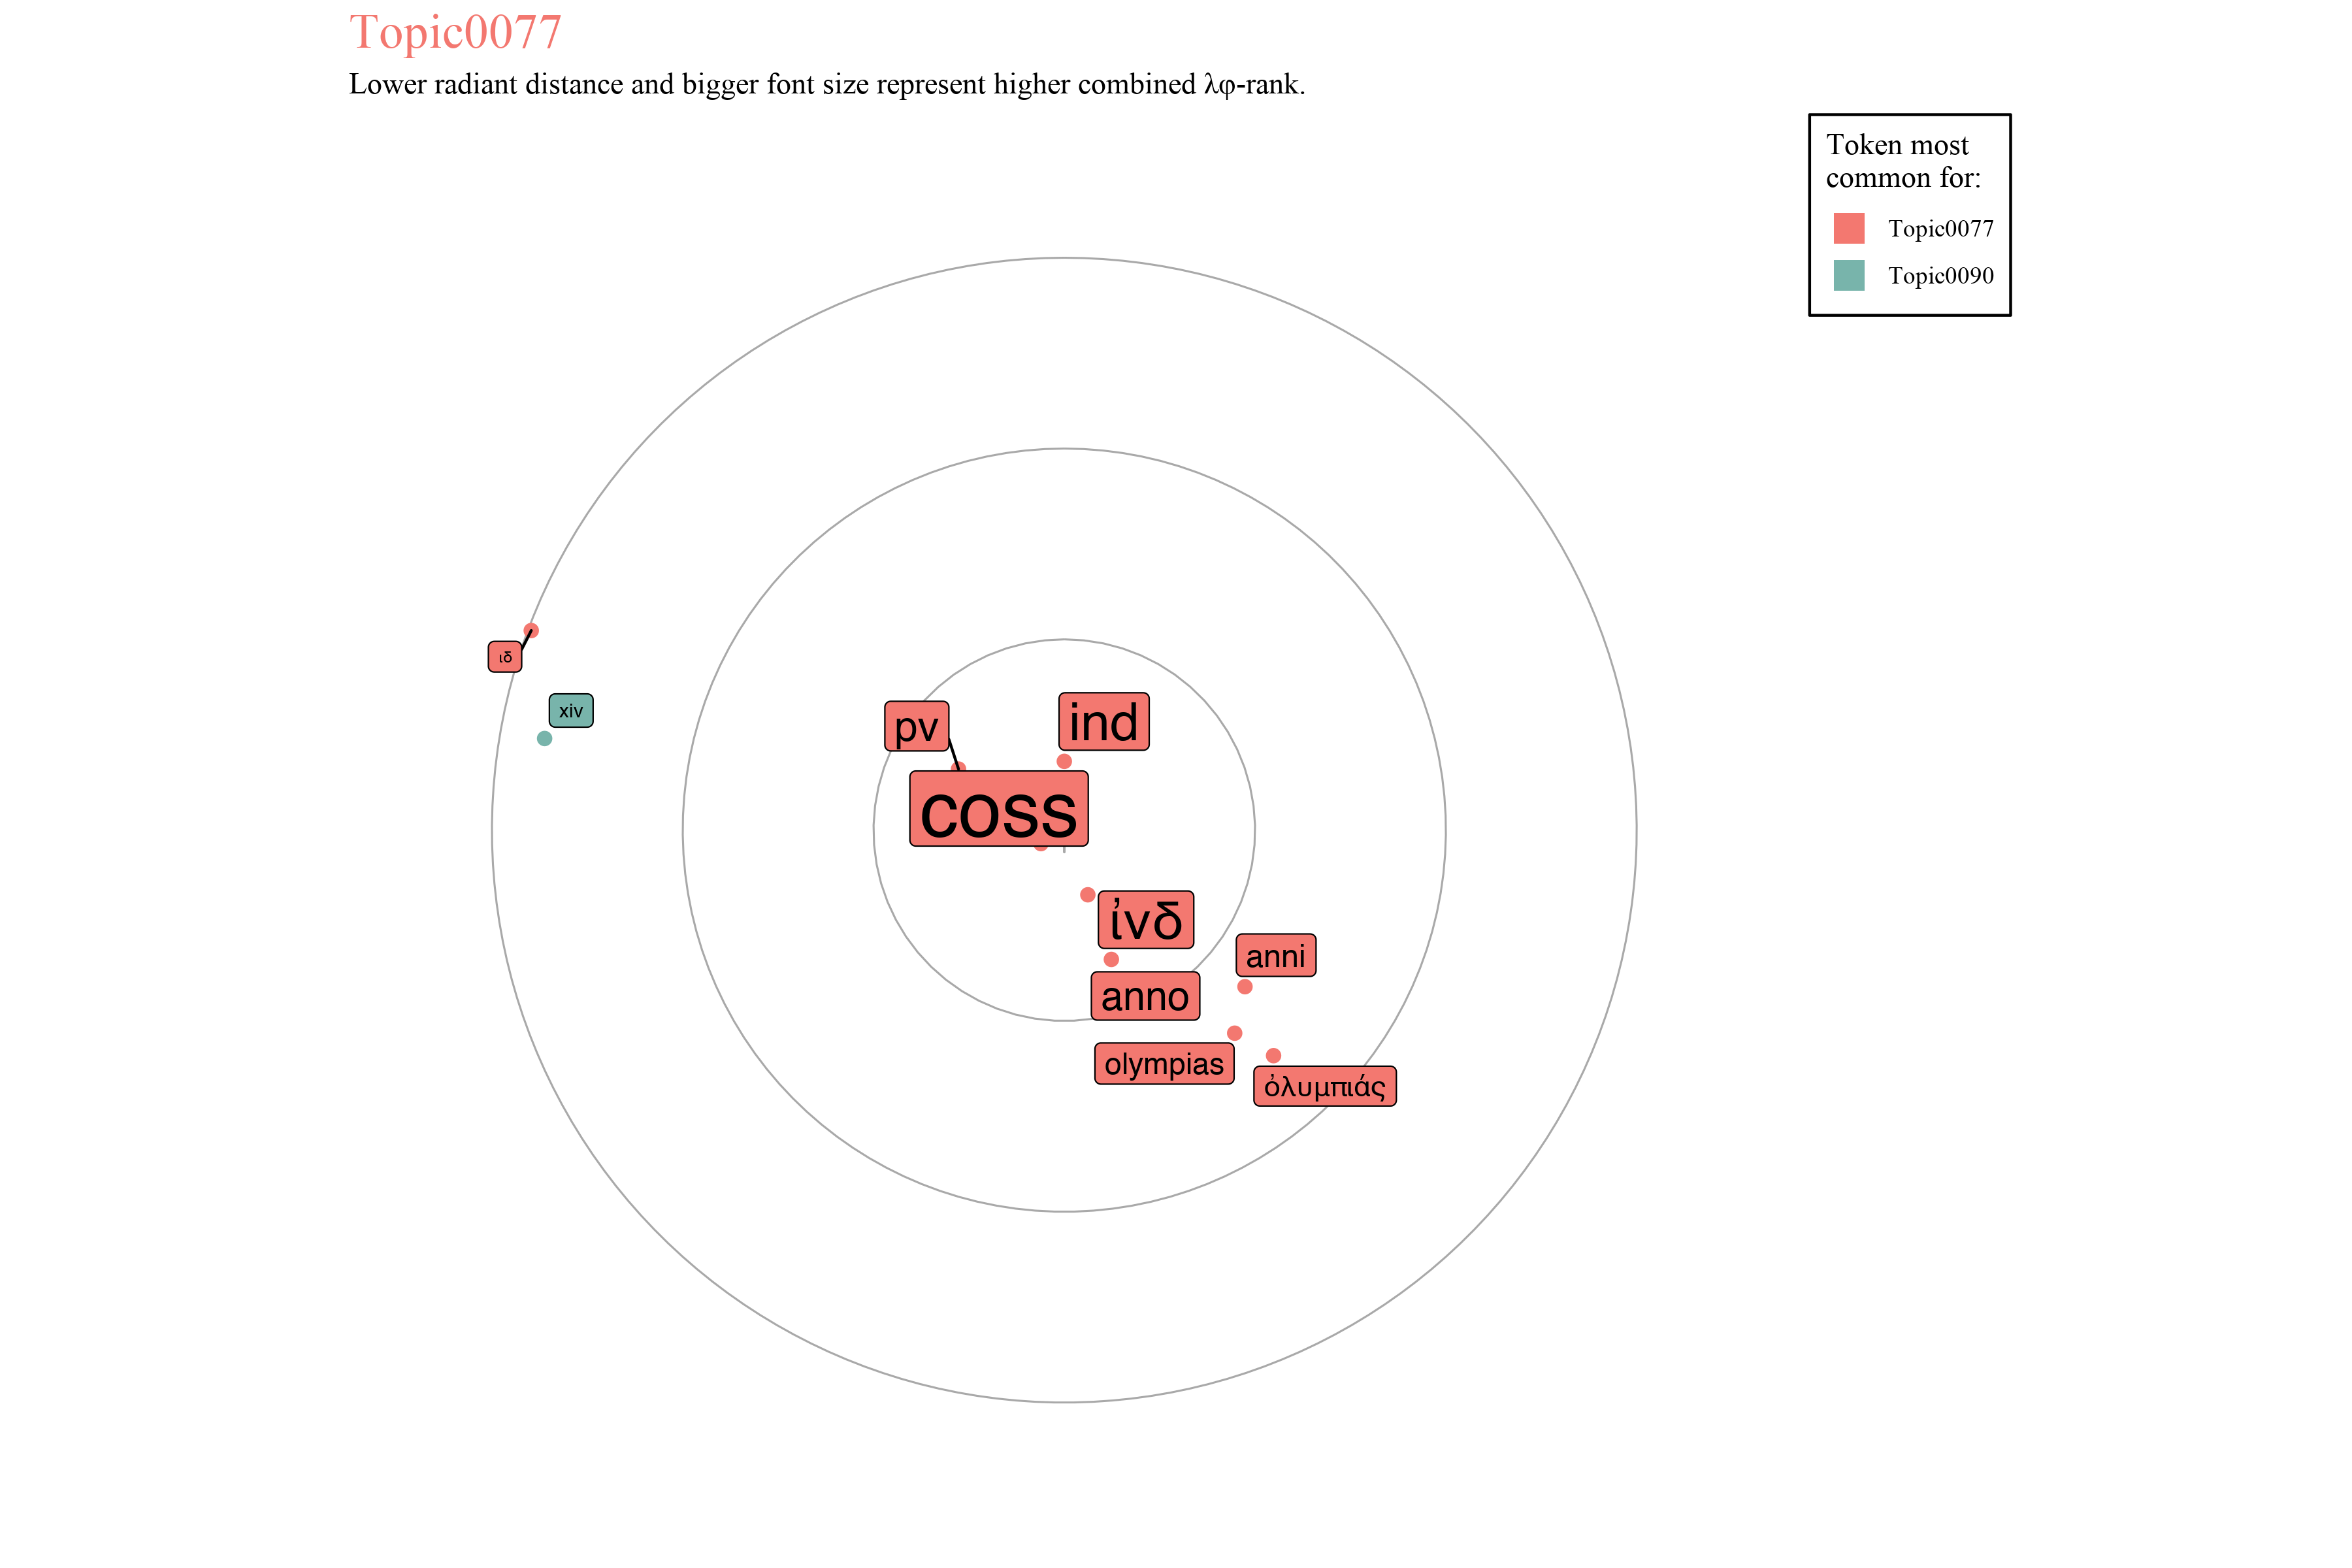 Topic0077
Lower radiant distance and bigger font size represent higher combined λφ-rank.
Token most
common for:
Topic0077
Topic0090
ιδ
xiv
pv
ind
coss
ἰνδ
anno
anni
olympias
ὀλυμπιάς